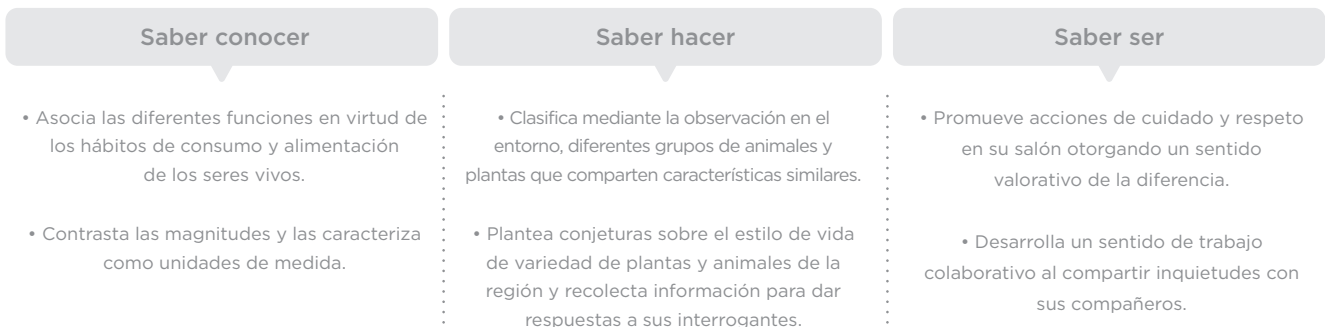 Saber conocer
• Asocia las diferentes funciones en virtud de
los hábitos de consumo y alimentación
de los seres vivos.
• Contrasta las magnitudes y las caracteriza
como unidades de medida.
Saber hacer
• Clasifica mediante la observación en el
entorno, diferentes grupos de animales y
plantas que comparten características similares.
• Plantea conjeturas sobre el estilo de vida
de variedad de plantas y animales de la
región y recolecta información para dar
respuestas a sus interrogantes.
Saber ser
• Promueve acciones de cuidado y respeto
en su salón otorgando un sentido
valorativo de la diferencia.
• Desarrolla un sentido de trabajo
colaborativo al compartir inquietudes con
sus compañeros.